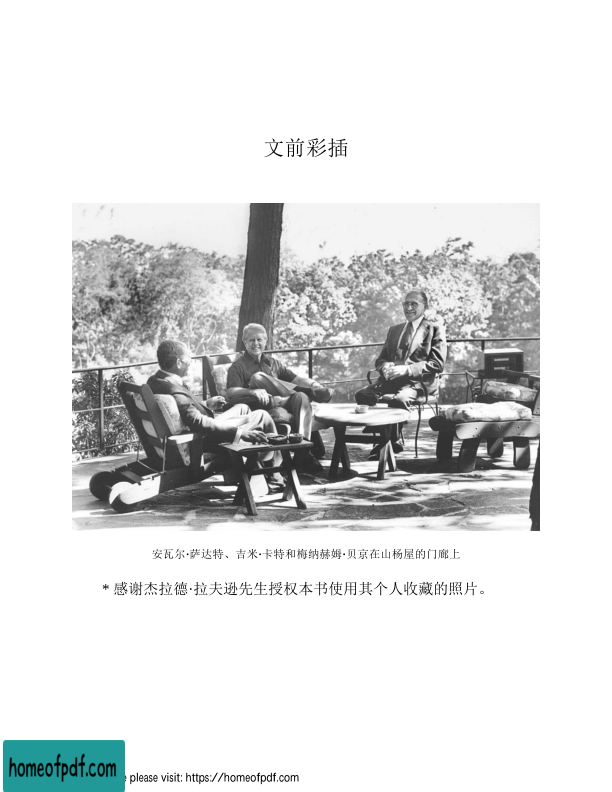 文前彩插
安瓦尔·萨达特、吉米·卡特和梅纳赫姆·贝京在山杨屋的门廊上
* 感谢杰拉德·拉夫逊先生授权本书使用其个人收藏的照片。
homeofpdf.com
please visit: https://homeofpdf.com